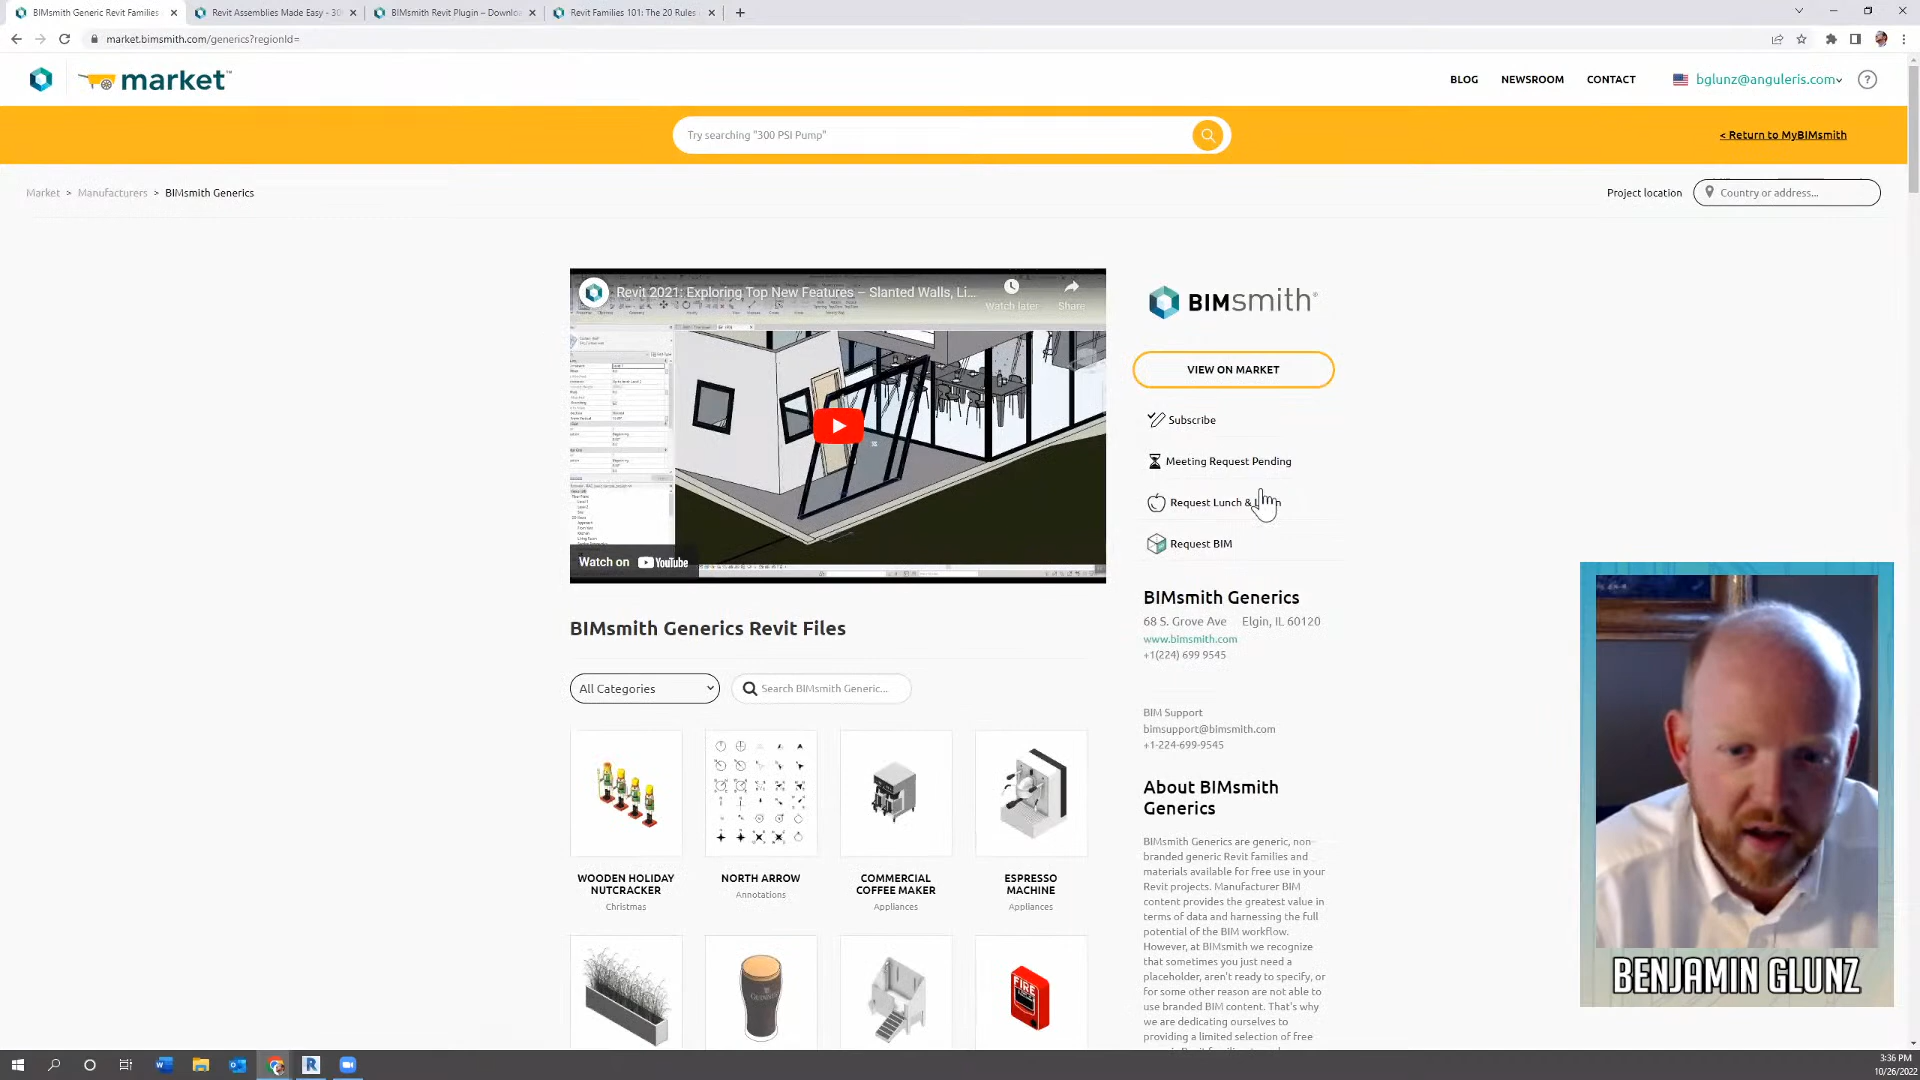 BIMsmith Generic Revit Families
Revit Assemblies Made Easy - 30
BIMsmith Revit Plugin – Downloa
Revit Families 101: The 20 Rules
market.bimsmith.com/generics?regionId=
market™
BLOG
NEWSROOM
CONTACT
bglunz@anguleris.com
?
Try searching "300 PSI Pump"
< Return to MyBIMsmith
Market > Manufacturers > BIMsmith Generics
Project location
Country or address...
Revit 2021: Exploring Top New Features – Slanted Walls, Li...
Watch later
Share
Watch on YouTube
BIMsmith®
VIEW ON MARKET
Subscribe
Meeting Request Pending
Request Lunch &
Request BIM
BIMsmith Generics
68 S. Grove Ave Elgin, IL 60120
www.bimsmith.com
+1(224) 699 9545
BIM Support
bimsupport@bimsmith.com
+1-224-699-9545
About BIMsmith
Generics
BIMsmith Generics are generic, non-
branded generic Revit families and
materials available for free use in your
Revit projects. Manufacturer BIM
content provides the greatest value in
terms of data and harnessing the full
potential of the BIM workflow.
However, at BIMsmith we recognize
that sometimes you just need a
placeholder, aren't ready to specify, or
for some other reason are not able to
use branded BIM content. That's why
we are dedicating ourselves to
providing a limited selection of free
BIMsmith Generics Revit Files
All Categories
Search BIMsmith Generic...
WOODEN HOLIDAY
NUTCRACKER
Christmas
NORTH ARROW
Annotations
COMMERCIAL
COFFEE MAKER
Appliances
ESPRESSO
MACHINE
Appliances
GUINNESS
FIRE
BENJAMIN GLUNZ
3:36 PM
10/26/2022